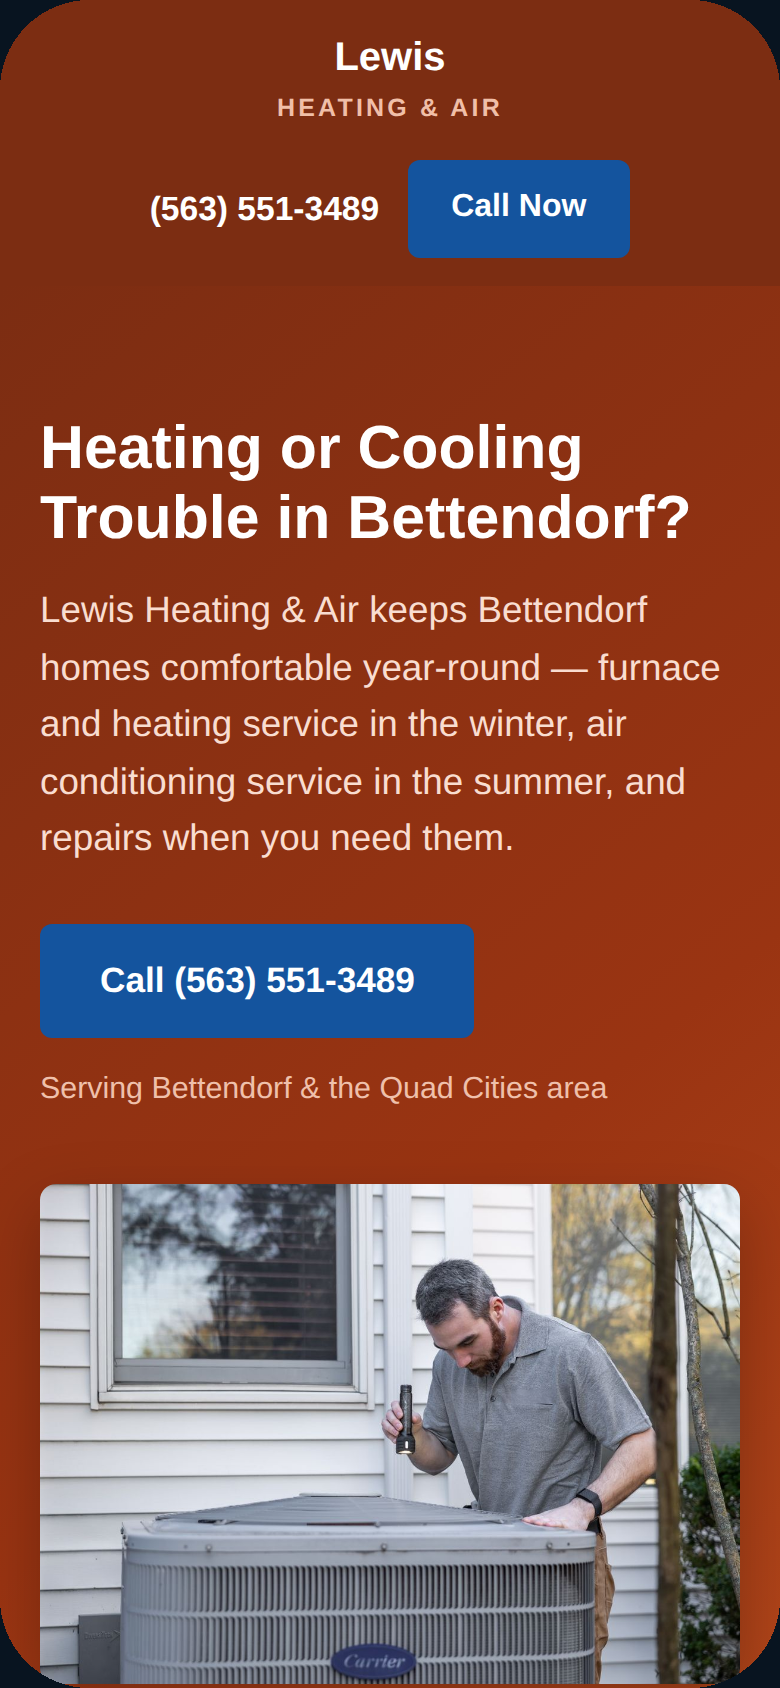 Lewis
HEATING & AIR
(563) 551-3489
Call Now
Heating or Cooling
Trouble in Bettendorf?
Lewis Heating & Air keeps Bettendorf
homes comfortable year-round — furnace
and heating service in the winter, air
conditioning service in the summer, and
repairs when you need them.
Call (563) 551-3489
Serving Bettendorf & the Quad Cities area
Carrier